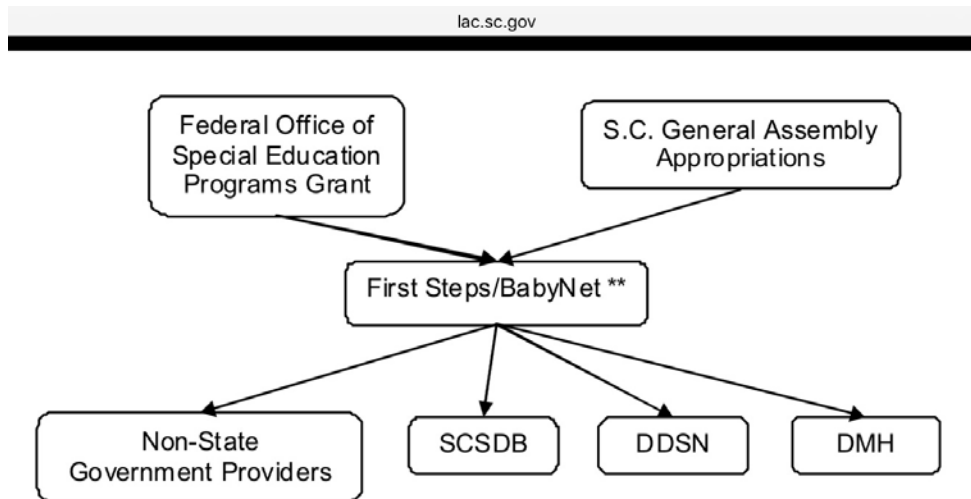 lac.sc.gov
Federal Office of
Special Education
Programs Grant
S.C. General Assembly
Appropriations
First Steps/BabyNet **
Non-State
Government Providers
SCSDB
DDSN
DMH